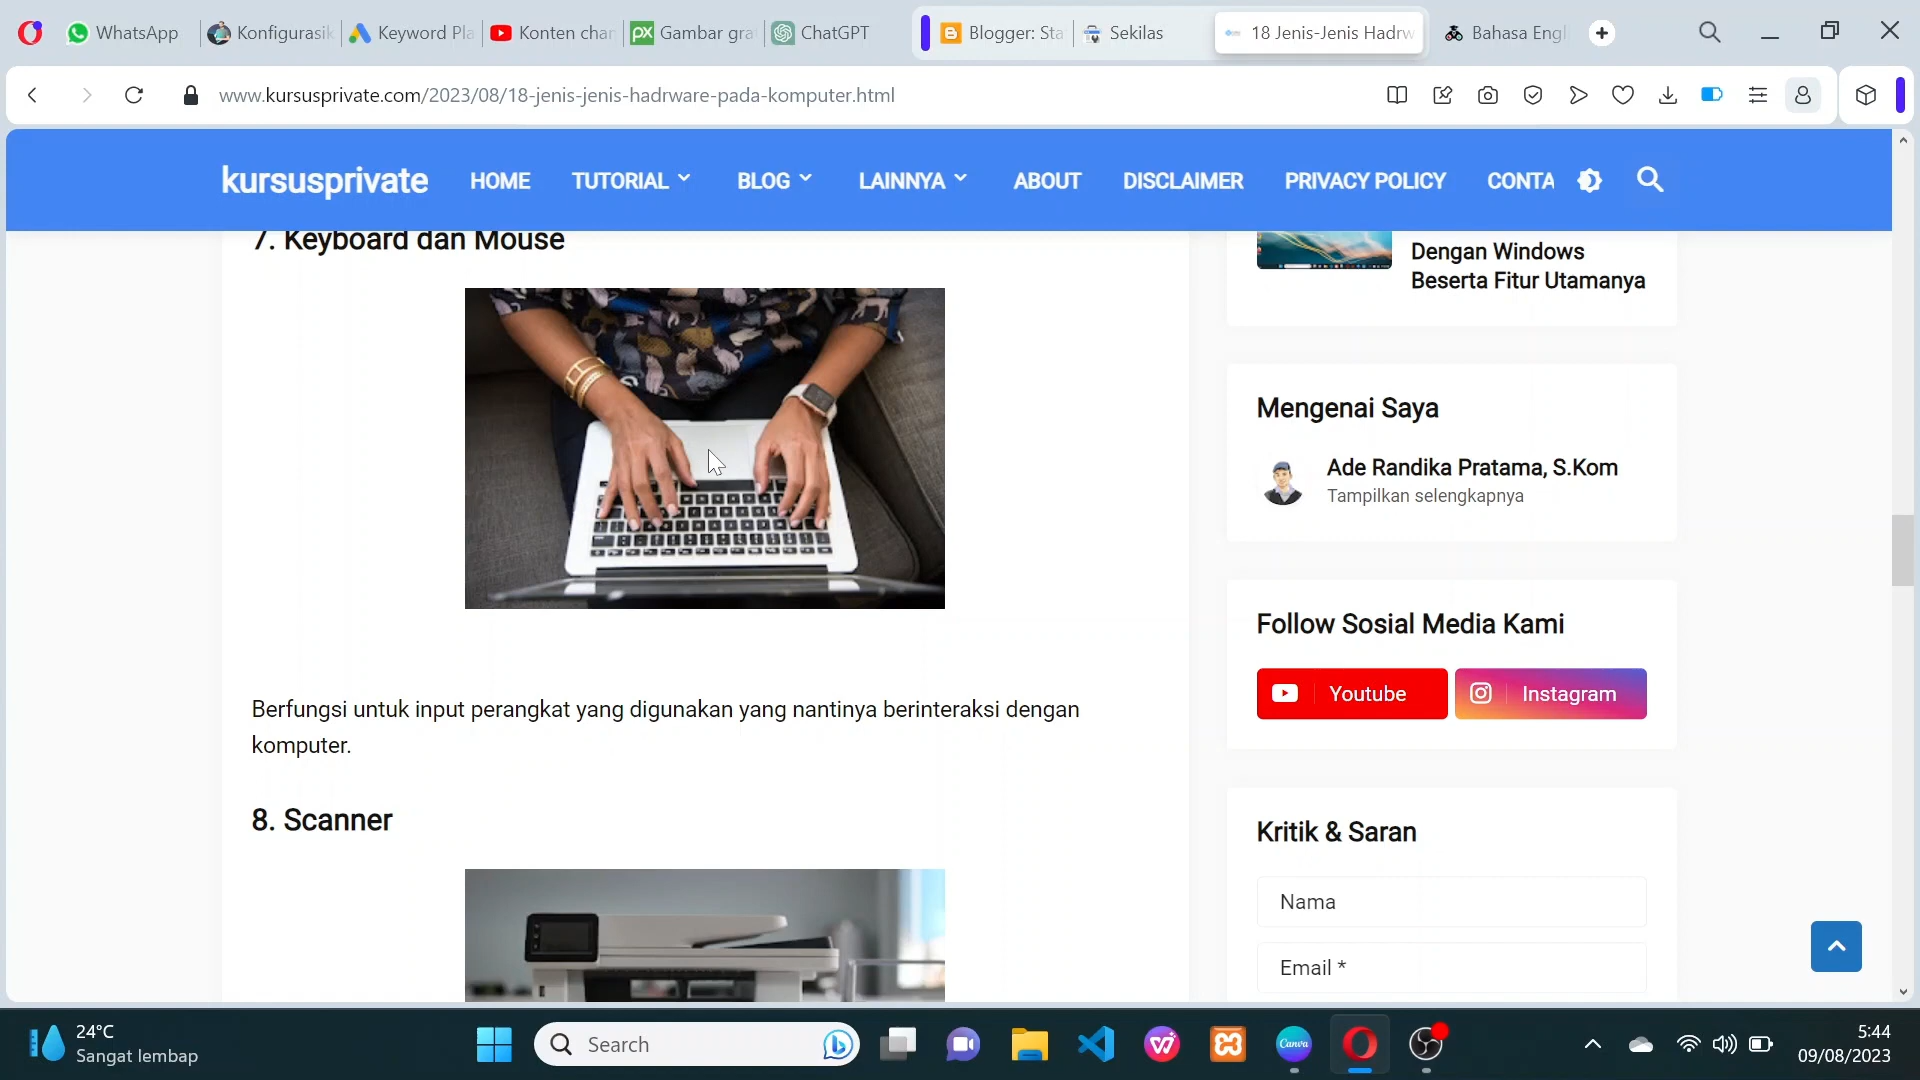 WhatsApp
Konfigurasik
Keyword Pla
Konten char
Gambar gra
ChatGPT
Blogger: Sta
Sekilas
18 Jenis-Jenis Hadrw
Bahasa Engl
www.kursusprivate.com/2023/08/18-jenis-jenis-hadrware-pada-komputer.html
kursusprivate
HOME
TUTORIAL
BLOG
LAINNYA
ABOUT
DISCLAIMER
PRIVACY POLICY
CONTA
7. Keyboard dan Mouse
Berfungsi untuk input perangkat yang digunakan yang nantinya berinteraksi dengan
komputer.
8. Scanner
Dengan Windows
Beserta Fitur Utamanya
Mengenai Saya
Ade Randika Pratama, S.Kom
Tampilkan selengkapnya
Follow Sosial Media Kami
Youtube
Instagram
Kritik & Saran
Nama
Email *
24°C
Sangat lembap
Search
Canva
5:44
09/08/2023